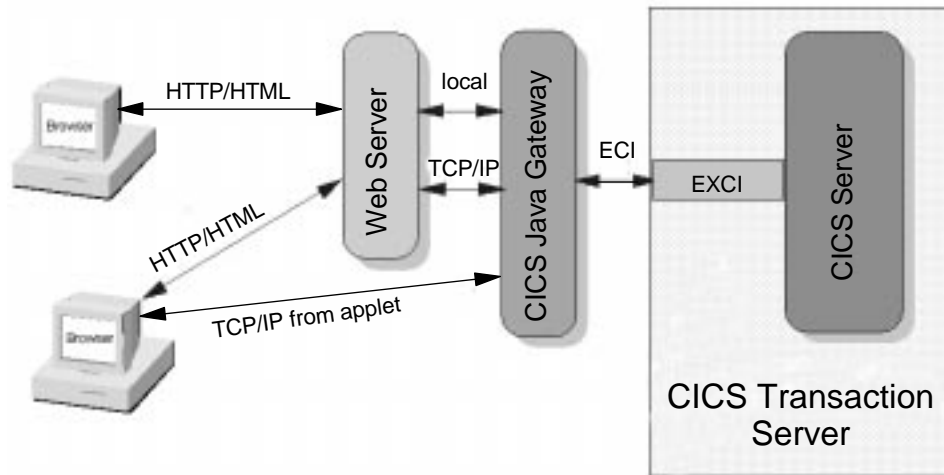 HTTP/HTML
Browser
Web Server
local
TCP/IP
CICS Java Gateway
ECI
EXCI
CICS Server
HTTP/HTML
TCP/IP from applet
Browser
CICS Transaction
Server